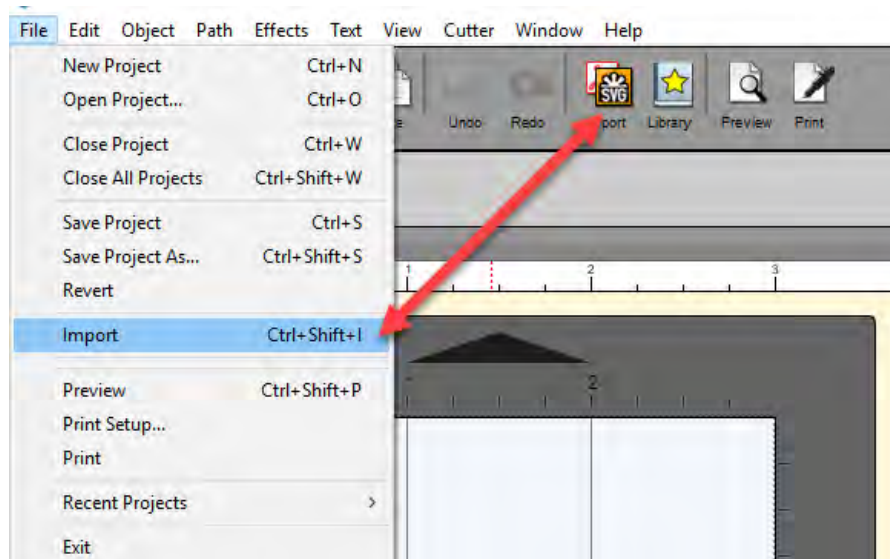 File Edit Object Path Effects Text View Cutter Window Help
New Project Ctrl+N
Open Project... Ctrl+O
Close Project Ctrl+W
Close All Projects Ctrl+Shift+W
Save Project Ctrl+S
Save Project As... Ctrl+Shift+S
Revert
Import Ctrl+Shift+I
Preview Ctrl+Shift+P
Print Setup...
Print
Recent Projects >
Exit
SVG
Undo Redo port Library Preview Print
1 2 3
2